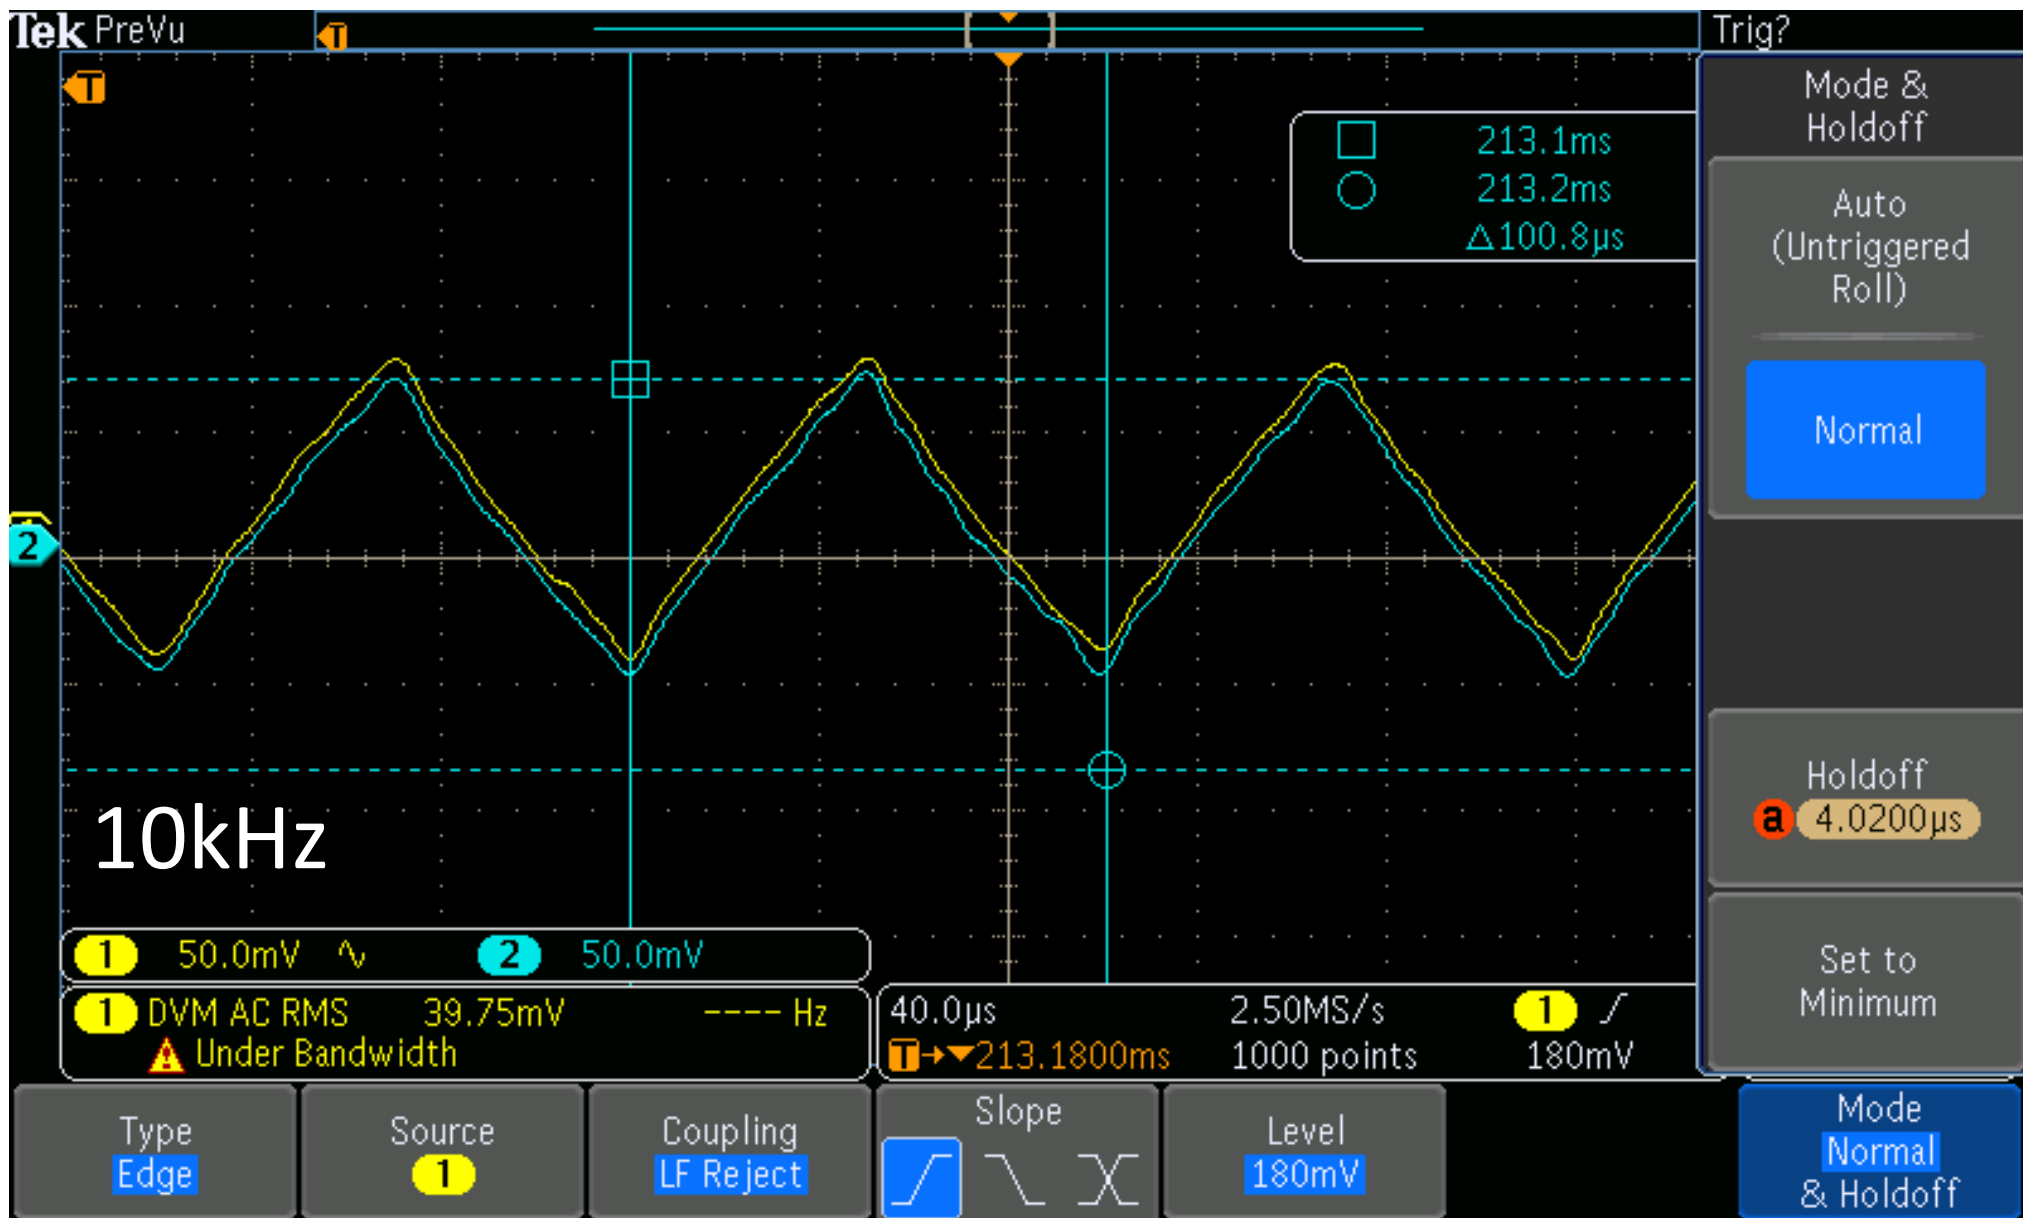 Tek PreVu
T
Trig?
T
Mode &
Holdoff
213.1ms
213.2ms
Δ100.8µs
Auto
(Untriggered
Roll)
Normal
2
10kHz
Holdoff
a 4.0200µs
1 50.0mV 2 50.0mV
Set to
Minimum
1 DVM AC RMS 39.75mV ---- Hz
Under Bandwidth
40.0µs 2.50MS/s 1
T→▼213.1800ms 1000 points 180mV
Type
Edge
Source
1
Coupling
LF Reject
Slope
Level
180mV
Mode
Normal
& Holdoff